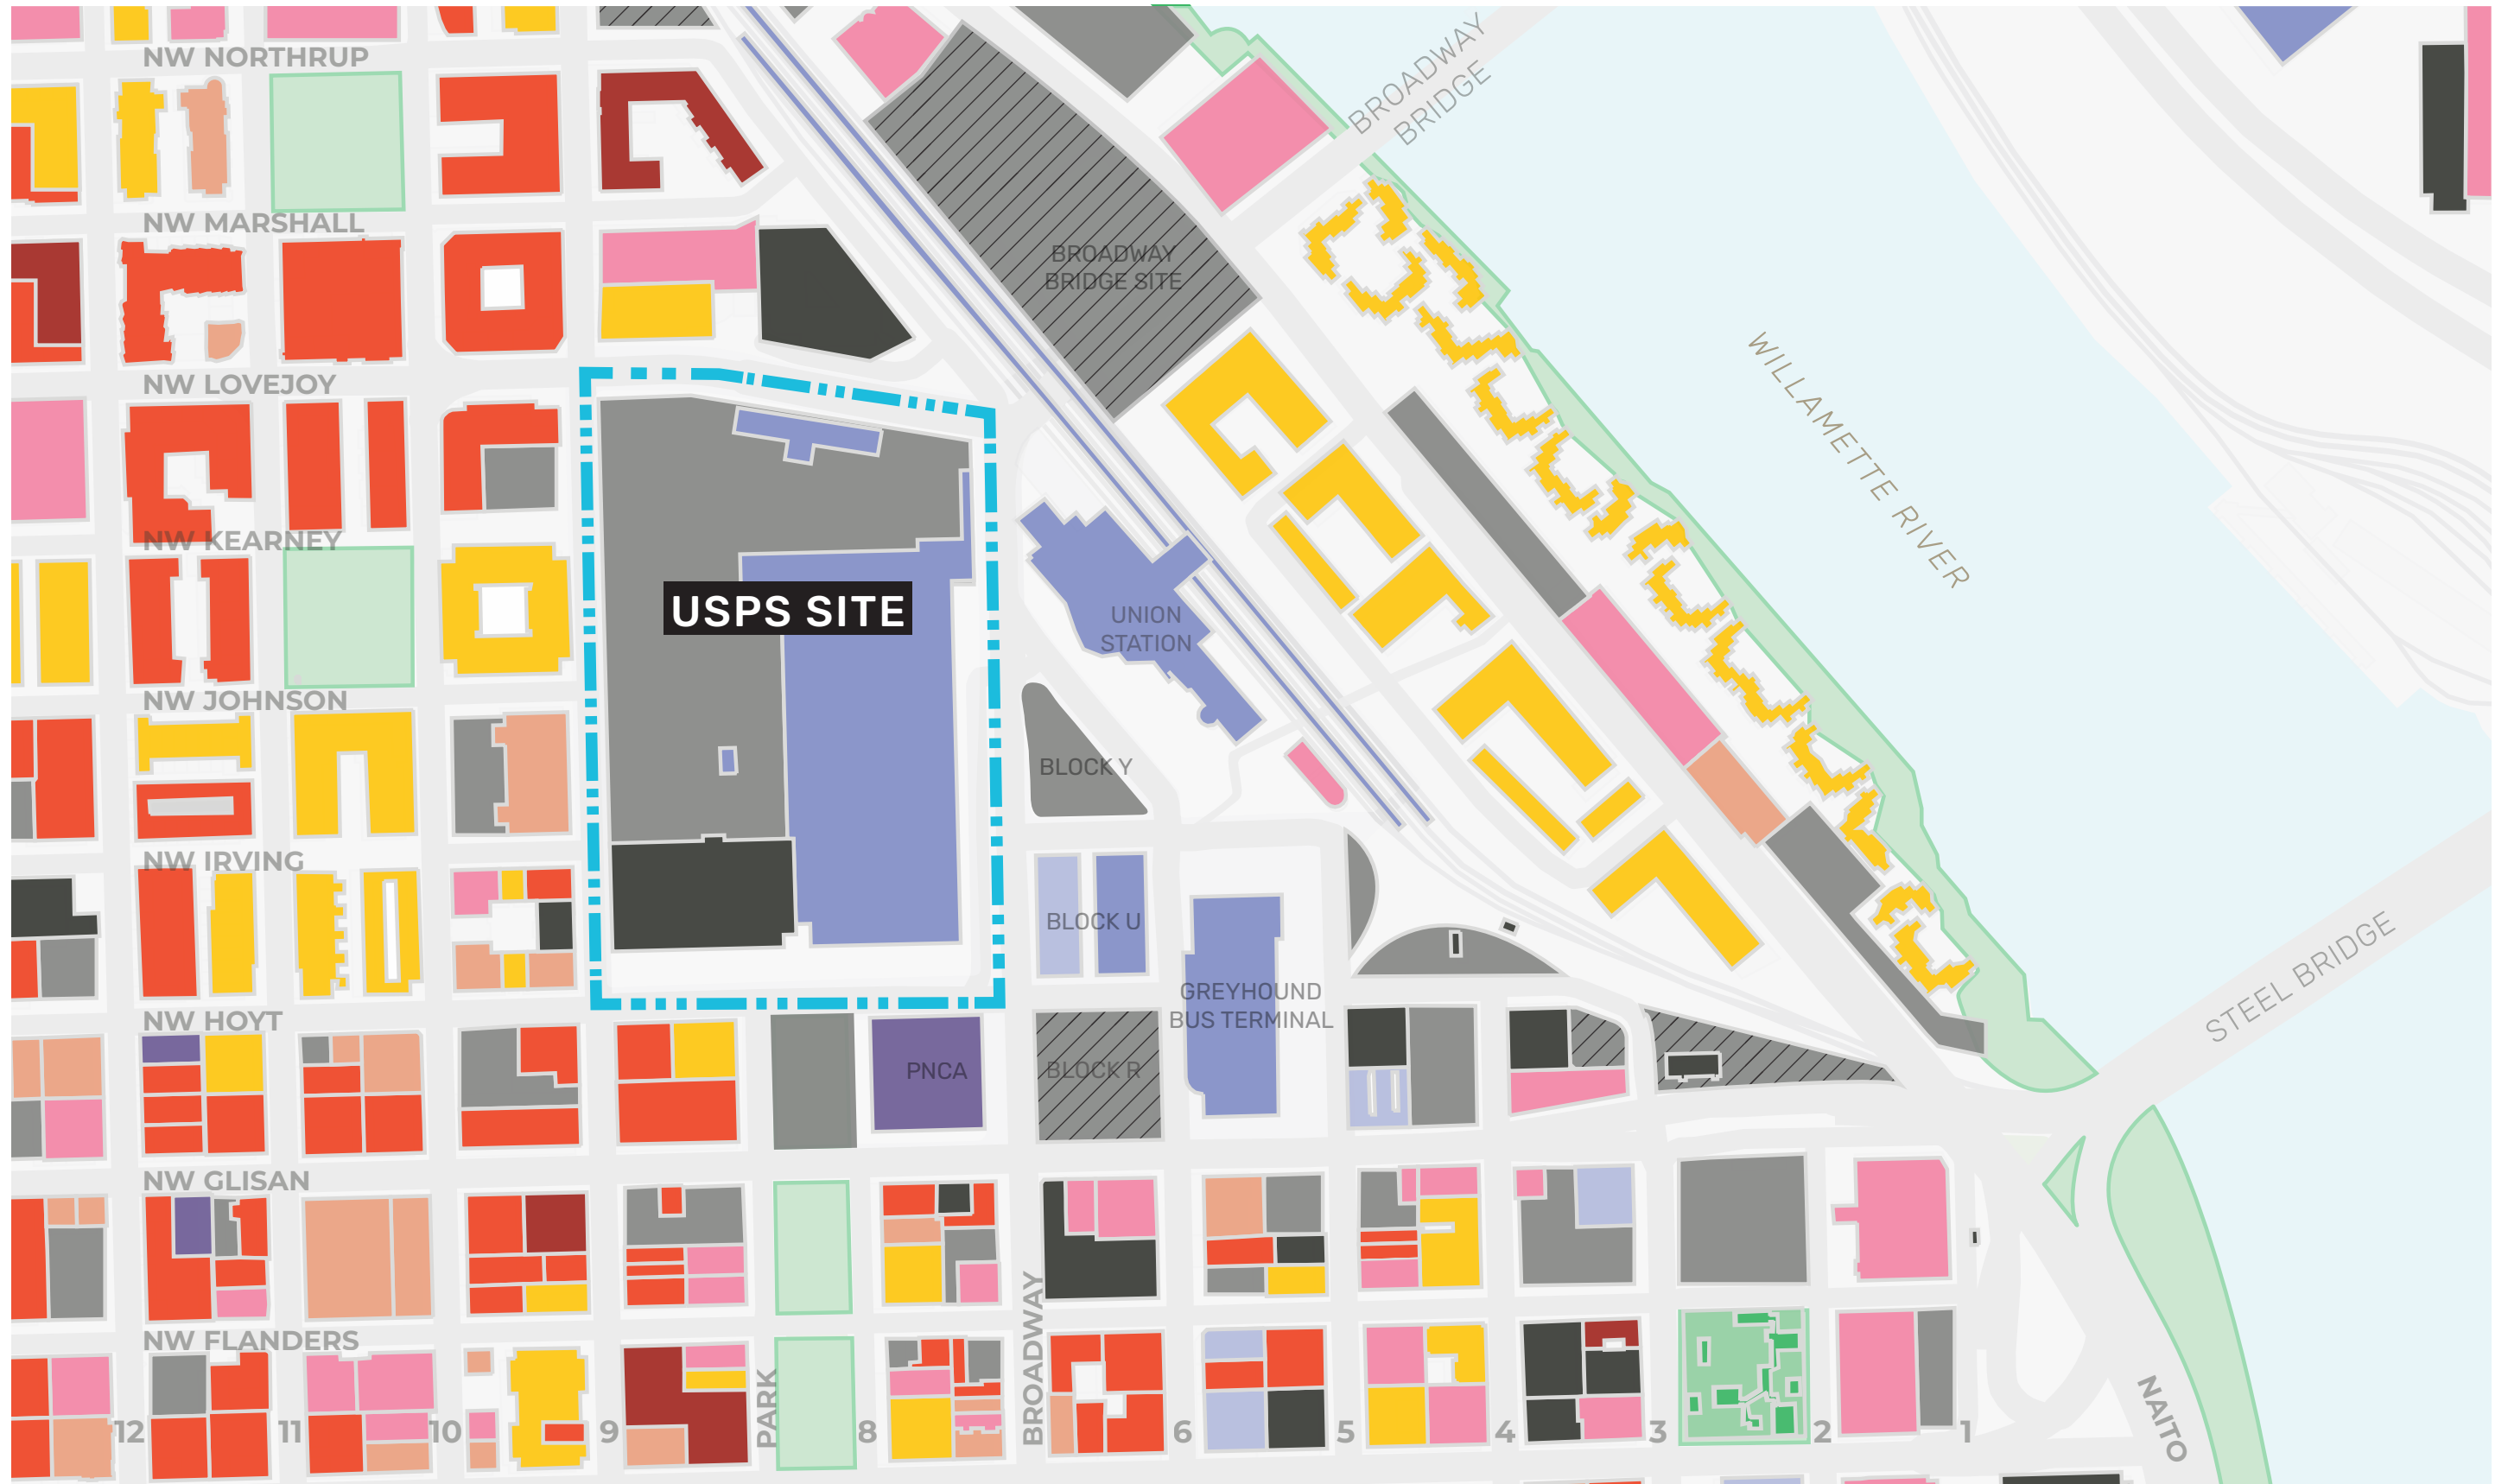 NW NORTHRUP
BROADWAY
BRIDGE
NW MARSHALL
BROADWAY
BRIDGE SITE
WILLAMETTE RIVER
NW LOVEJOY
NW KEARNEY
USPS SITE
UNION
STATION
NW JOHNSON
BLOCK Y
NW IRVING
BLOCK U
STEEL BRIDGE
GREYHOUND
BUS TERMINAL
NW HOYT
PNCA
BLOCK R
NW GLISAN
NW FLANDERS
BROADWAY
PARK
NAITO
12
11
10
9
8
6
5
4
3
2
1